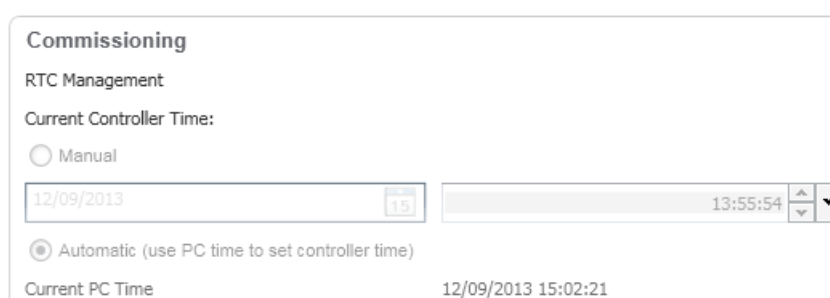 Commissioning
RTC Management
Current Controller Time:
Manual
12/09/2013 15 13:55:54
Automatic (use PC time to set controller time)
Current PC Time 12/09/2013 15:02:21